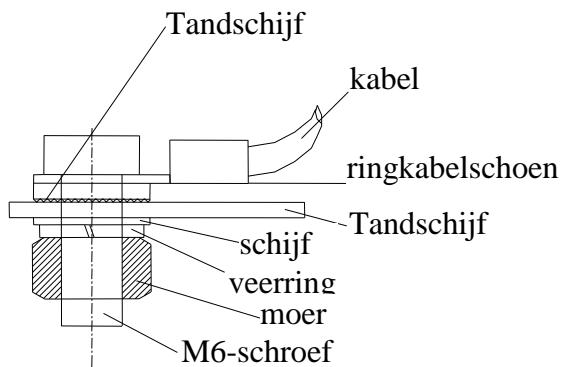 Tandschijf
kabel
ringkabelschoen
Tandschijf
schijf
veerring
moer
M6-schroef